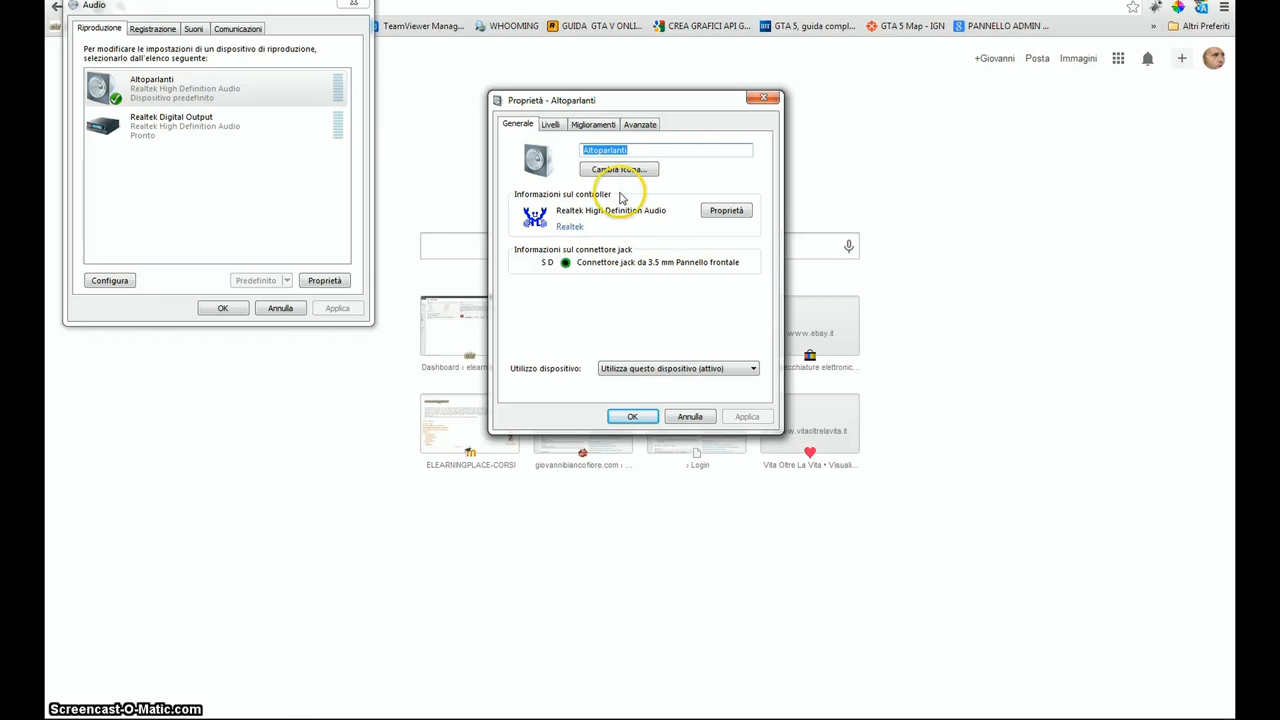 Audio
TeamViewer Manag...
WHOOMING
GUIDA GTA V ONLI...
CREA GRAFICI API G...
GTA 5, guida compl...
GTA 5 Map - IGN
PANNELLO ADMIN ...
»
Altri Preferiti
+Giovanni
Posta
Immagini
Riproduzione
Registrazione
Suoni
Comunicazioni
Per modificare le impostazioni di un dispositivo di riproduzione,
selezionarlo dall'elenco seguente:
Altoparlanti
Realtek High Definition Audio
Dispositivo predefinito
Realtek Digital Output
Realtek High Definition Audio
Pronto
Configura
Predefinito
Proprietà
OK
Annulla
Applica
Proprietà - Altoparlanti
Generale
Livelli
Miglioramenti
Avanzate
Altoparlanti
Cambia icona...
Informazioni sul controller
Realtek High Definition Audio
Proprietà
Realtek
Informazioni sul connettore jack
S D
Connettore jack da 3.5 mm Pannello frontale
Utilizzo dispositivo:
Utilizza questo dispositivo (attivo)
OK
Annulla
Applica
www.ebay.it
Dashboard ‹ elearn
ecchiature elettronic...
www.vitaoltrelavita.it
ELEARNINGPLACE-CORSI
giovannibiancofiore.com › ...
› Login
Vita Oltre La Vita • Visuali...
Screencast-O-Matic.com